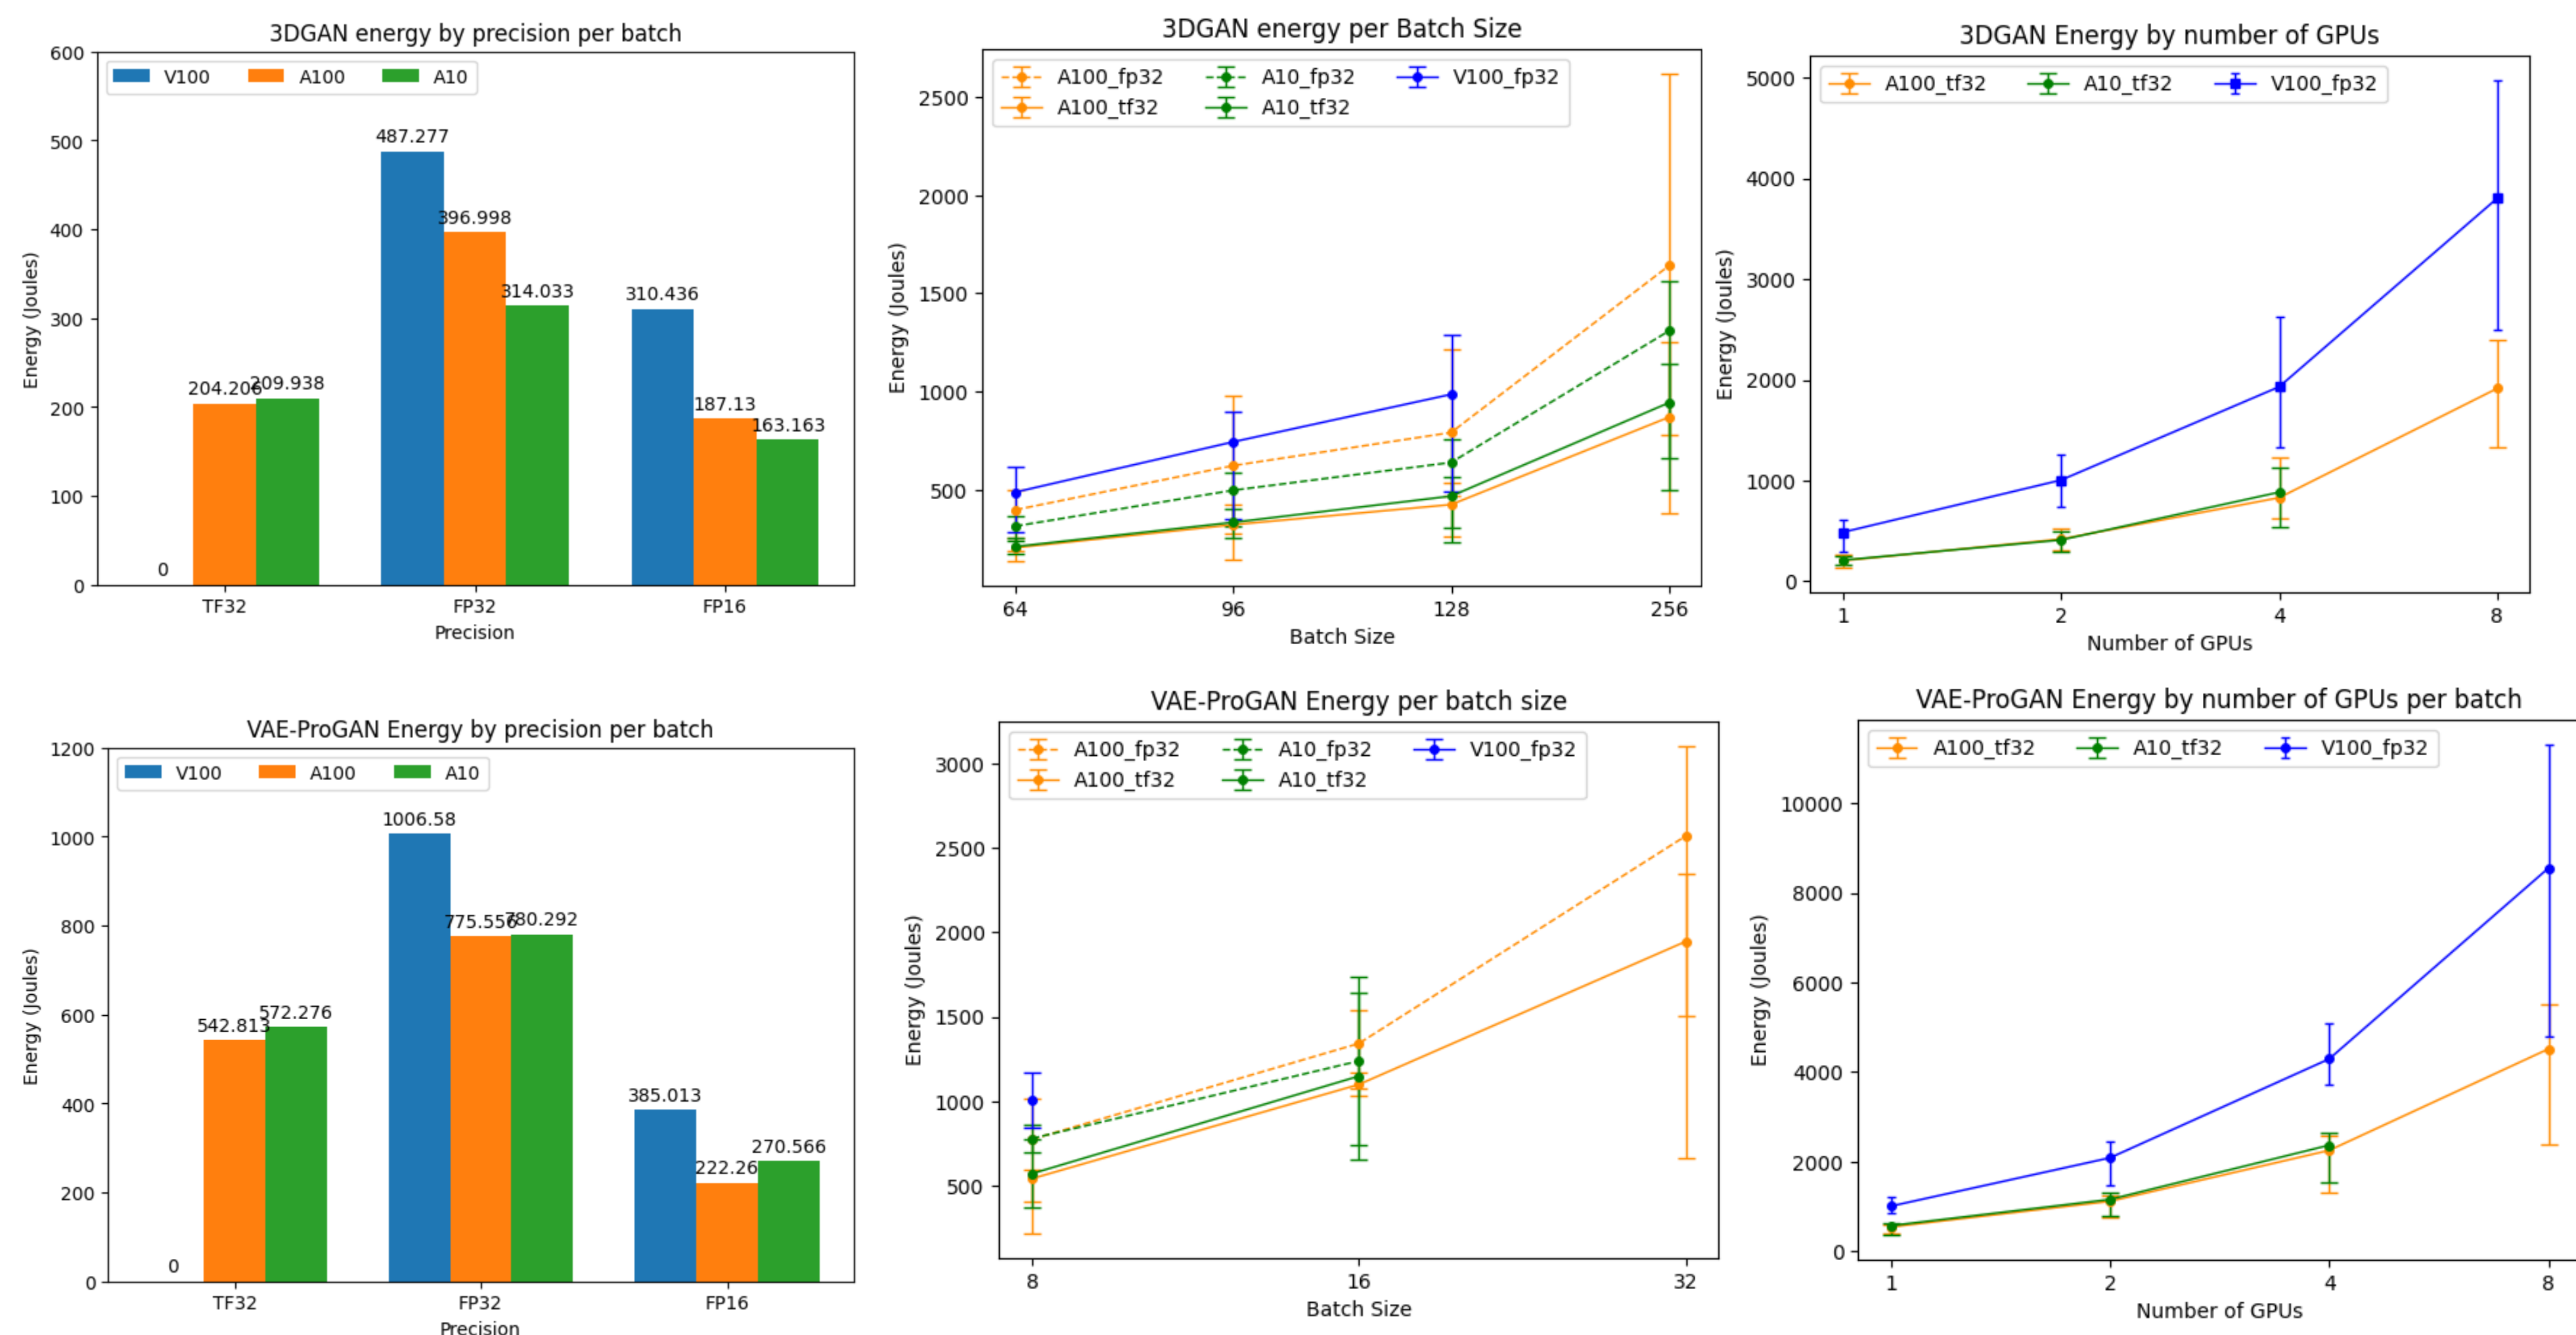 3DGAN energy by precision per batch
V100 A100 A10
600
500
400
300
200
100
0
Energy (Joules)
0
204.206
209.938
487.277
396.998
314.033
310.436
187.13
163.163
TF32 FP32 FP16
Precision
3DGAN energy per Batch Size
A100_fp32 A10_fp32 V100_fp32
A100_tf32 A10_tf32
2500
2000
1500
1000
500
Energy (Joules)
64 96 128 256
Batch Size
3DGAN Energy by number of GPUs
A100_tf32 A10_tf32 V100_fp32
5000
4000
3000
2000
1000
0
Energy (Joules)
1 2 4 8
Number of GPUs
VAE-ProGAN Energy by precision per batch
V100 A100 A10
1200
1000
800
600
400
200
0
Energy (Joules)
0
542.813
572.276
1006.58
775.556
780.292
385.013
222.26
270.566
TF32 FP32 FP16
Precision
VAE-ProGAN Energy per batch size
A100_fp32 A10_fp32 V100_fp32
A100_tf32 A10_tf32
3000
2500
2000
1500
1000
500
Energy (Joules)
8 16 32
Batch Size
VAE-ProGAN Energy by number of GPUs per batch
A100_tf32 A10_tf32 V100_fp32
10000
8000
6000
4000
2000
0
Energy (Joules)
1 2 4 8
Number of GPUs